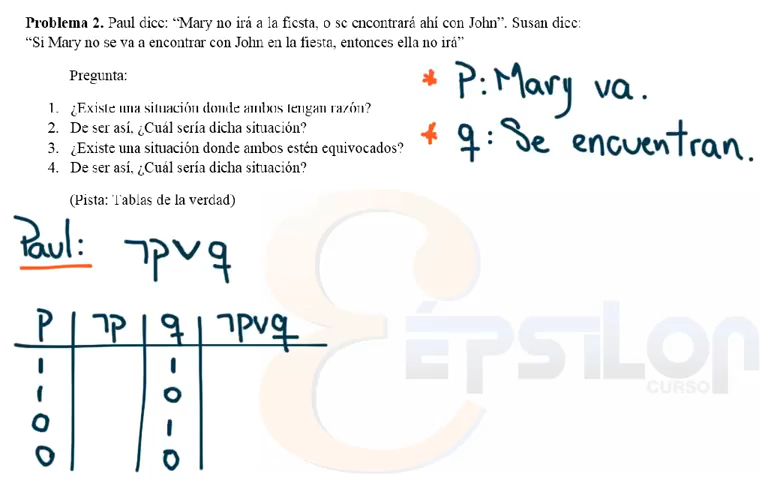 Problema 2. Paul dice: “Mary no irá a la fiesta, o se encontrará ahí con John”. Susan dice:
“Si Mary no se va a encontrar con John en la fiesta, entonces ella no irá”
Pregunta:
1. ¿Existe una situación donde ambos tengan razón?
2. De ser así, ¿Cuál sería dicha situación?
3. ¿Existe una situación donde ambos estén equivocados?
4. De ser así, ¿Cuál sería dicha situación?
(Pista: Tablas de la verdad)
* P: Mary va.
* q: Se encuentran.
Paul: ¬p∨q
P | ¬P | q | ¬p∨q
1 1
1 0
0 1
0 0
ÉPSILON
CURSO